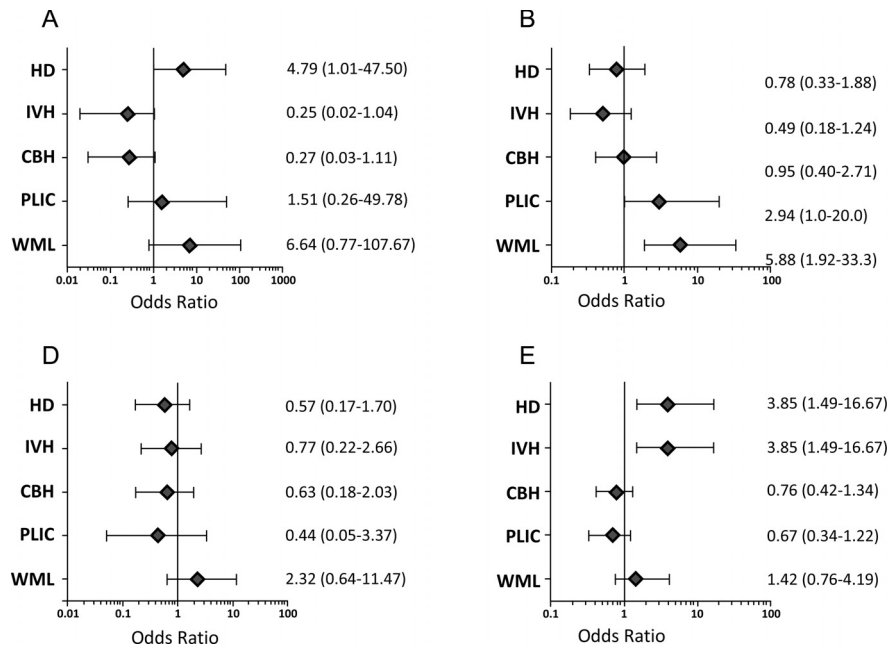 A
HD 4.79 (1.01-47.50)
IVH 0.25 (0.02-1.04)
CBH 0.27 (0.03-1.11)
PLIC 1.51 (0.26-49.78)
WML 6.64 (0.77-107.67)
0.01 0.1 1 10 100 1000
Odds Ratio
B
HD 0.78 (0.33-1.88)
IVH 0.49 (0.18-1.24)
CBH 0.95 (0.40-2.71)
PLIC 2.94 (1.0-20.0)
WML 5.88 (1.92-33.3)
0.1 1 10 100
Odds Ratio
D
HD 0.57 (0.17-1.70)
IVH 0.77 (0.22-2.66)
CBH 0.63 (0.18-2.03)
PLIC 0.44 (0.05-3.37)
WML 2.32 (0.64-11.47)
0.01 0.1 1 10 100
Odds Ratio
E
HD 3.85 (1.49-16.67)
IVH 3.85 (1.49-16.67)
CBH 0.76 (0.42-1.34)
PLIC 0.67 (0.34-1.22)
WML 1.42 (0.76-4.19)
0.1 1 10 100
Odds Ratio